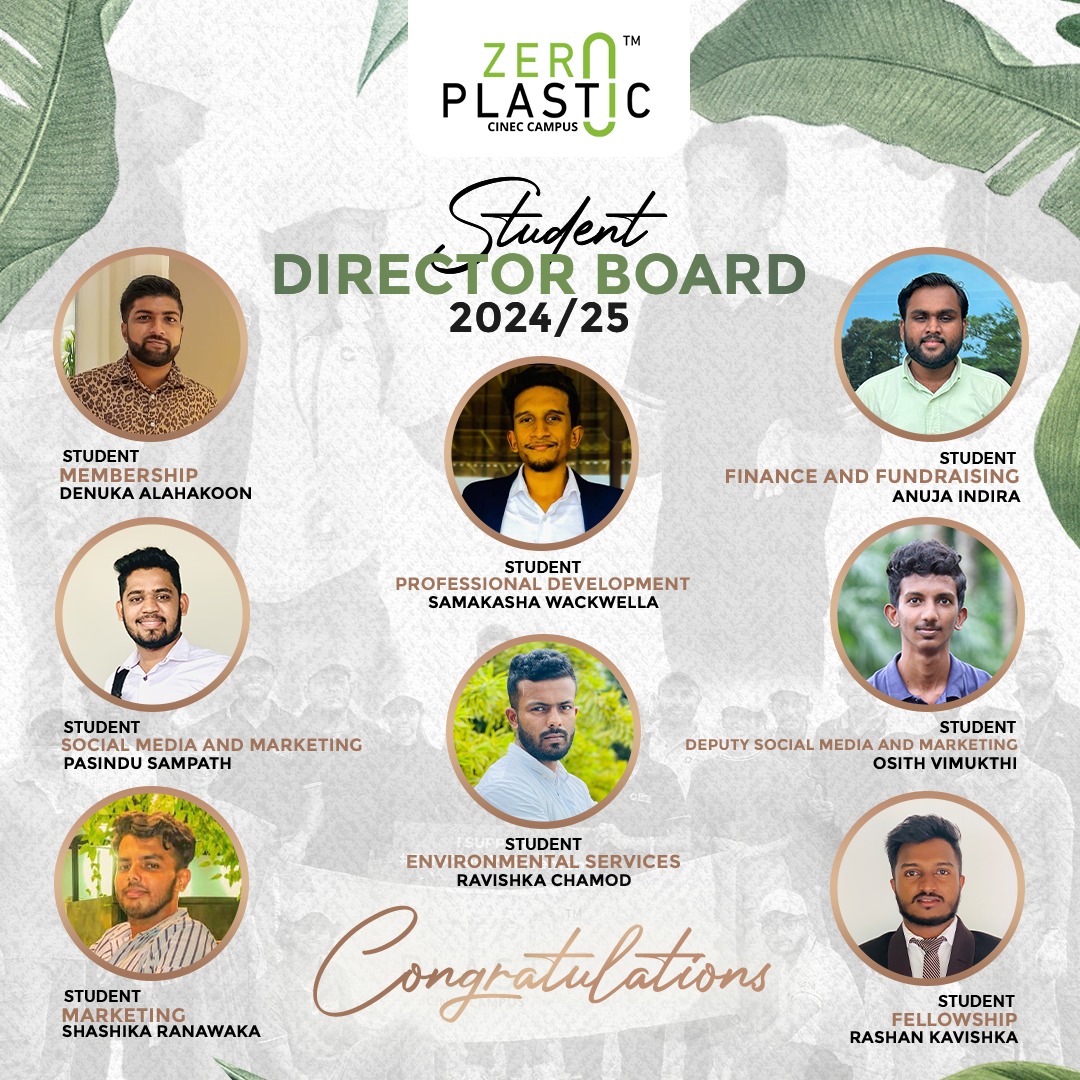 ZERO™
PLASTIC
CINEC CAMPUS
Student
DIRECTOR BOARD
2024/25
STUDENT
MEMBERSHIP
DENUKA ALAHAKOON
STUDENT
PROFESSIONAL DEVELOPMENT
SAMAKASHA WACKWELLA
STUDENT
FINANCE AND FUNDRAISING
ANUJA INDIRA
STUDENT
SOCIAL MEDIA AND MARKETING
PASINDU SAMPATH
STUDENT
ENVIRONMENTAL SERVICES
RAVISHKA CHAMOD
STUDENT
DEPUTY SOCIAL MEDIA AND MARKETING
OSITH VIMUKTHI
STUDENT
MARKETING
SHASHIKA RANAWAKA
Congratulations
STUDENT
FELLOWSHIP
RASHAN KAVISHKA